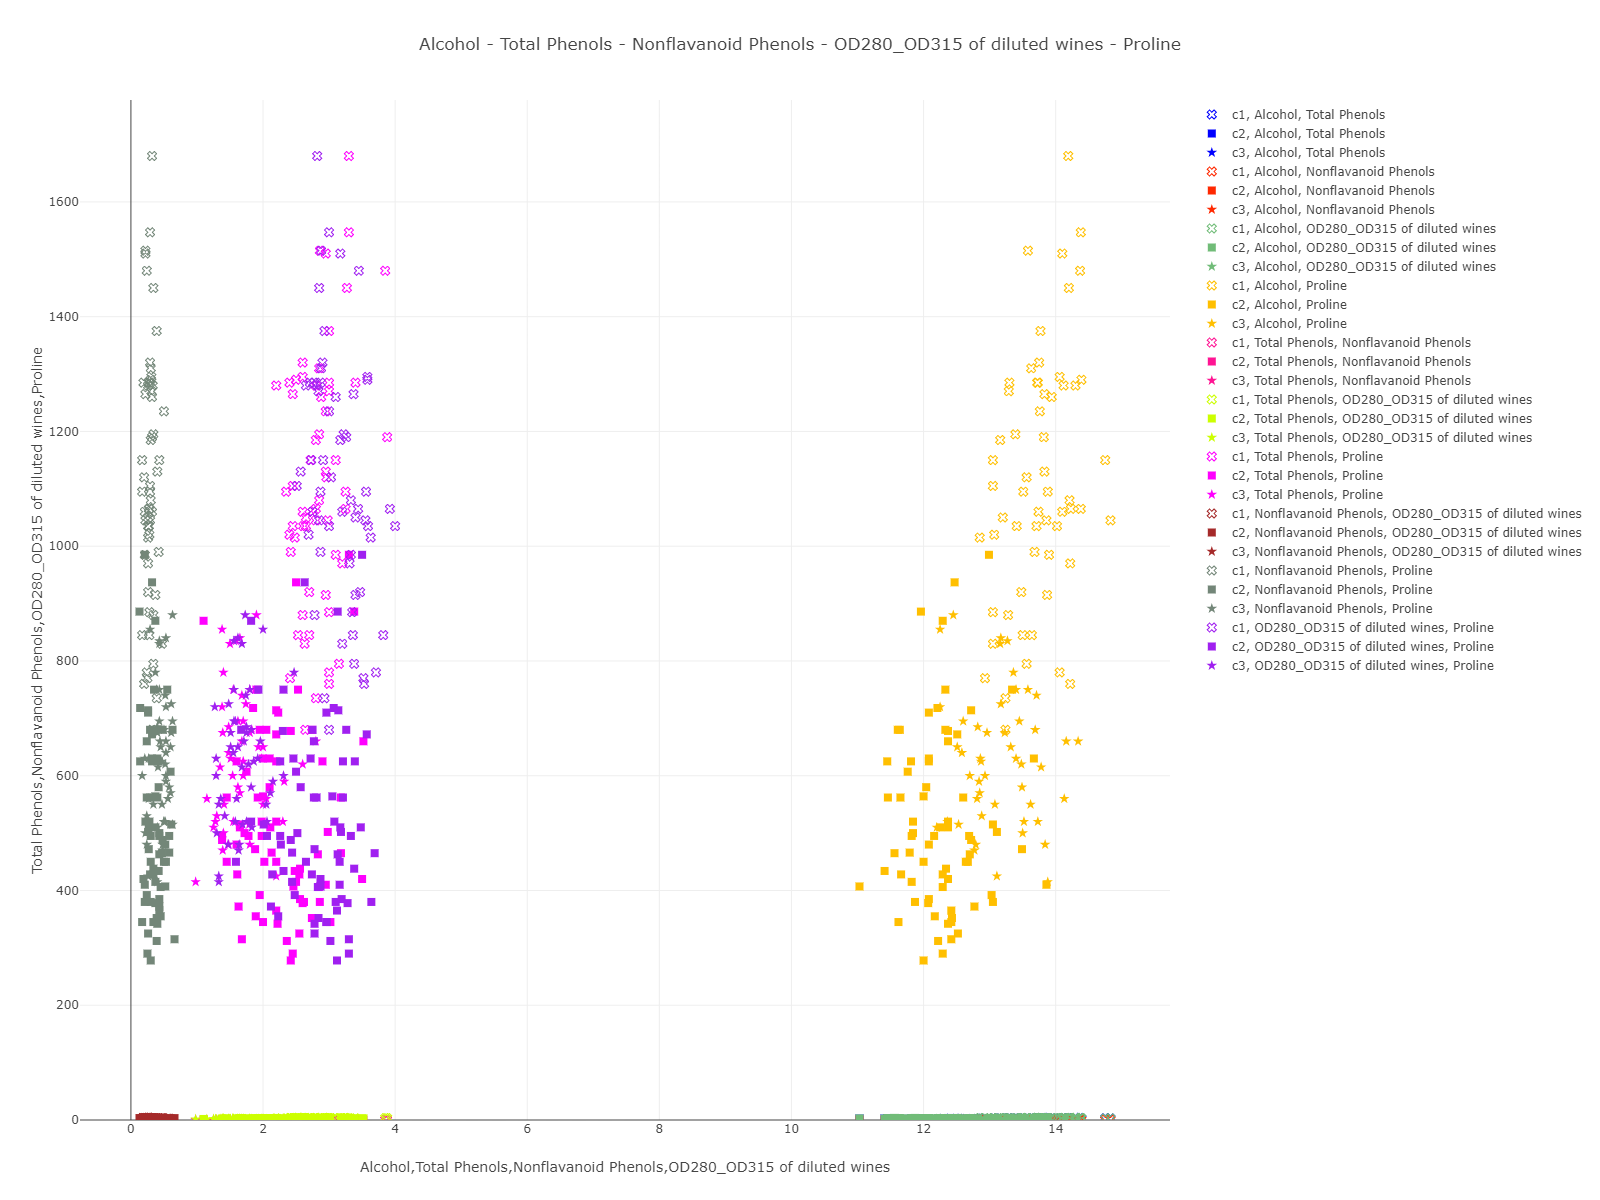 Alcohol - Total Phenols - Nonflavanoid Phenols - OD280_OD315 of diluted wines - Proline
Total Phenols,Nonflavanoid Phenols,OD280_OD315 of diluted wines,Proline
1600
1400
1200
1000
800
600
400
200
0
0 2 4 6 8 10 12 14
Alcohol,Total Phenols,Nonflavanoid Phenols,OD280_OD315 of diluted wines
c1, Alcohol, Total Phenols
c2, Alcohol, Total Phenols
c3, Alcohol, Total Phenols
c1, Alcohol, Nonflavanoid Phenols
c2, Alcohol, Nonflavanoid Phenols
c3, Alcohol, Nonflavanoid Phenols
c1, Alcohol, OD280_OD315 of diluted wines
c2, Alcohol, OD280_OD315 of diluted wines
c3, Alcohol, OD280_OD315 of diluted wines
c1, Alcohol, Proline
c2, Alcohol, Proline
c3, Alcohol, Proline
c1, Total Phenols, Nonflavanoid Phenols
c2, Total Phenols, Nonflavanoid Phenols
c3, Total Phenols, Nonflavanoid Phenols
c1, Total Phenols, OD280_OD315 of diluted wines
c2, Total Phenols, OD280_OD315 of diluted wines
c3, Total Phenols, OD280_OD315 of diluted wines
c1, Total Phenols, Proline
c2, Total Phenols, Proline
c3, Total Phenols, Proline
c1, Nonflavanoid Phenols, OD280_OD315 of diluted wines
c2, Nonflavanoid Phenols, OD280_OD315 of diluted wines
c3, Nonflavanoid Phenols, OD280_OD315 of diluted wines
c1, Nonflavanoid Phenols, Proline
c2, Nonflavanoid Phenols, Proline
c3, Nonflavanoid Phenols, Proline
c1, OD280_OD315 of diluted wines, Proline
c2, OD280_OD315 of diluted wines, Proline
c3, OD280_OD315 of diluted wines, Proline